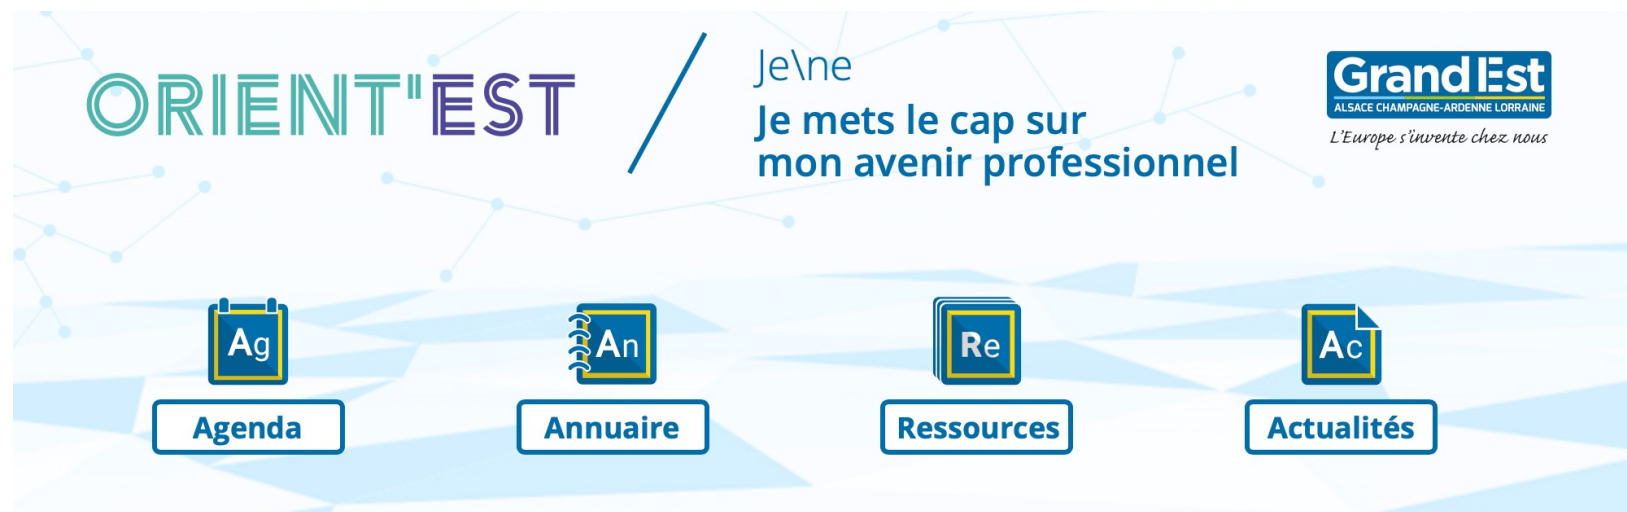 ORIENT'EST
Je\ne
Je mets le cap sur
mon avenir professionnel
Grand Est
ALSACE CHAMPAGNE-ARDENNE LORRAINE
L'Europe s'invente chez nous
Ag
An
Re
Ac
Agenda
Annuaire
Ressources
Actualités